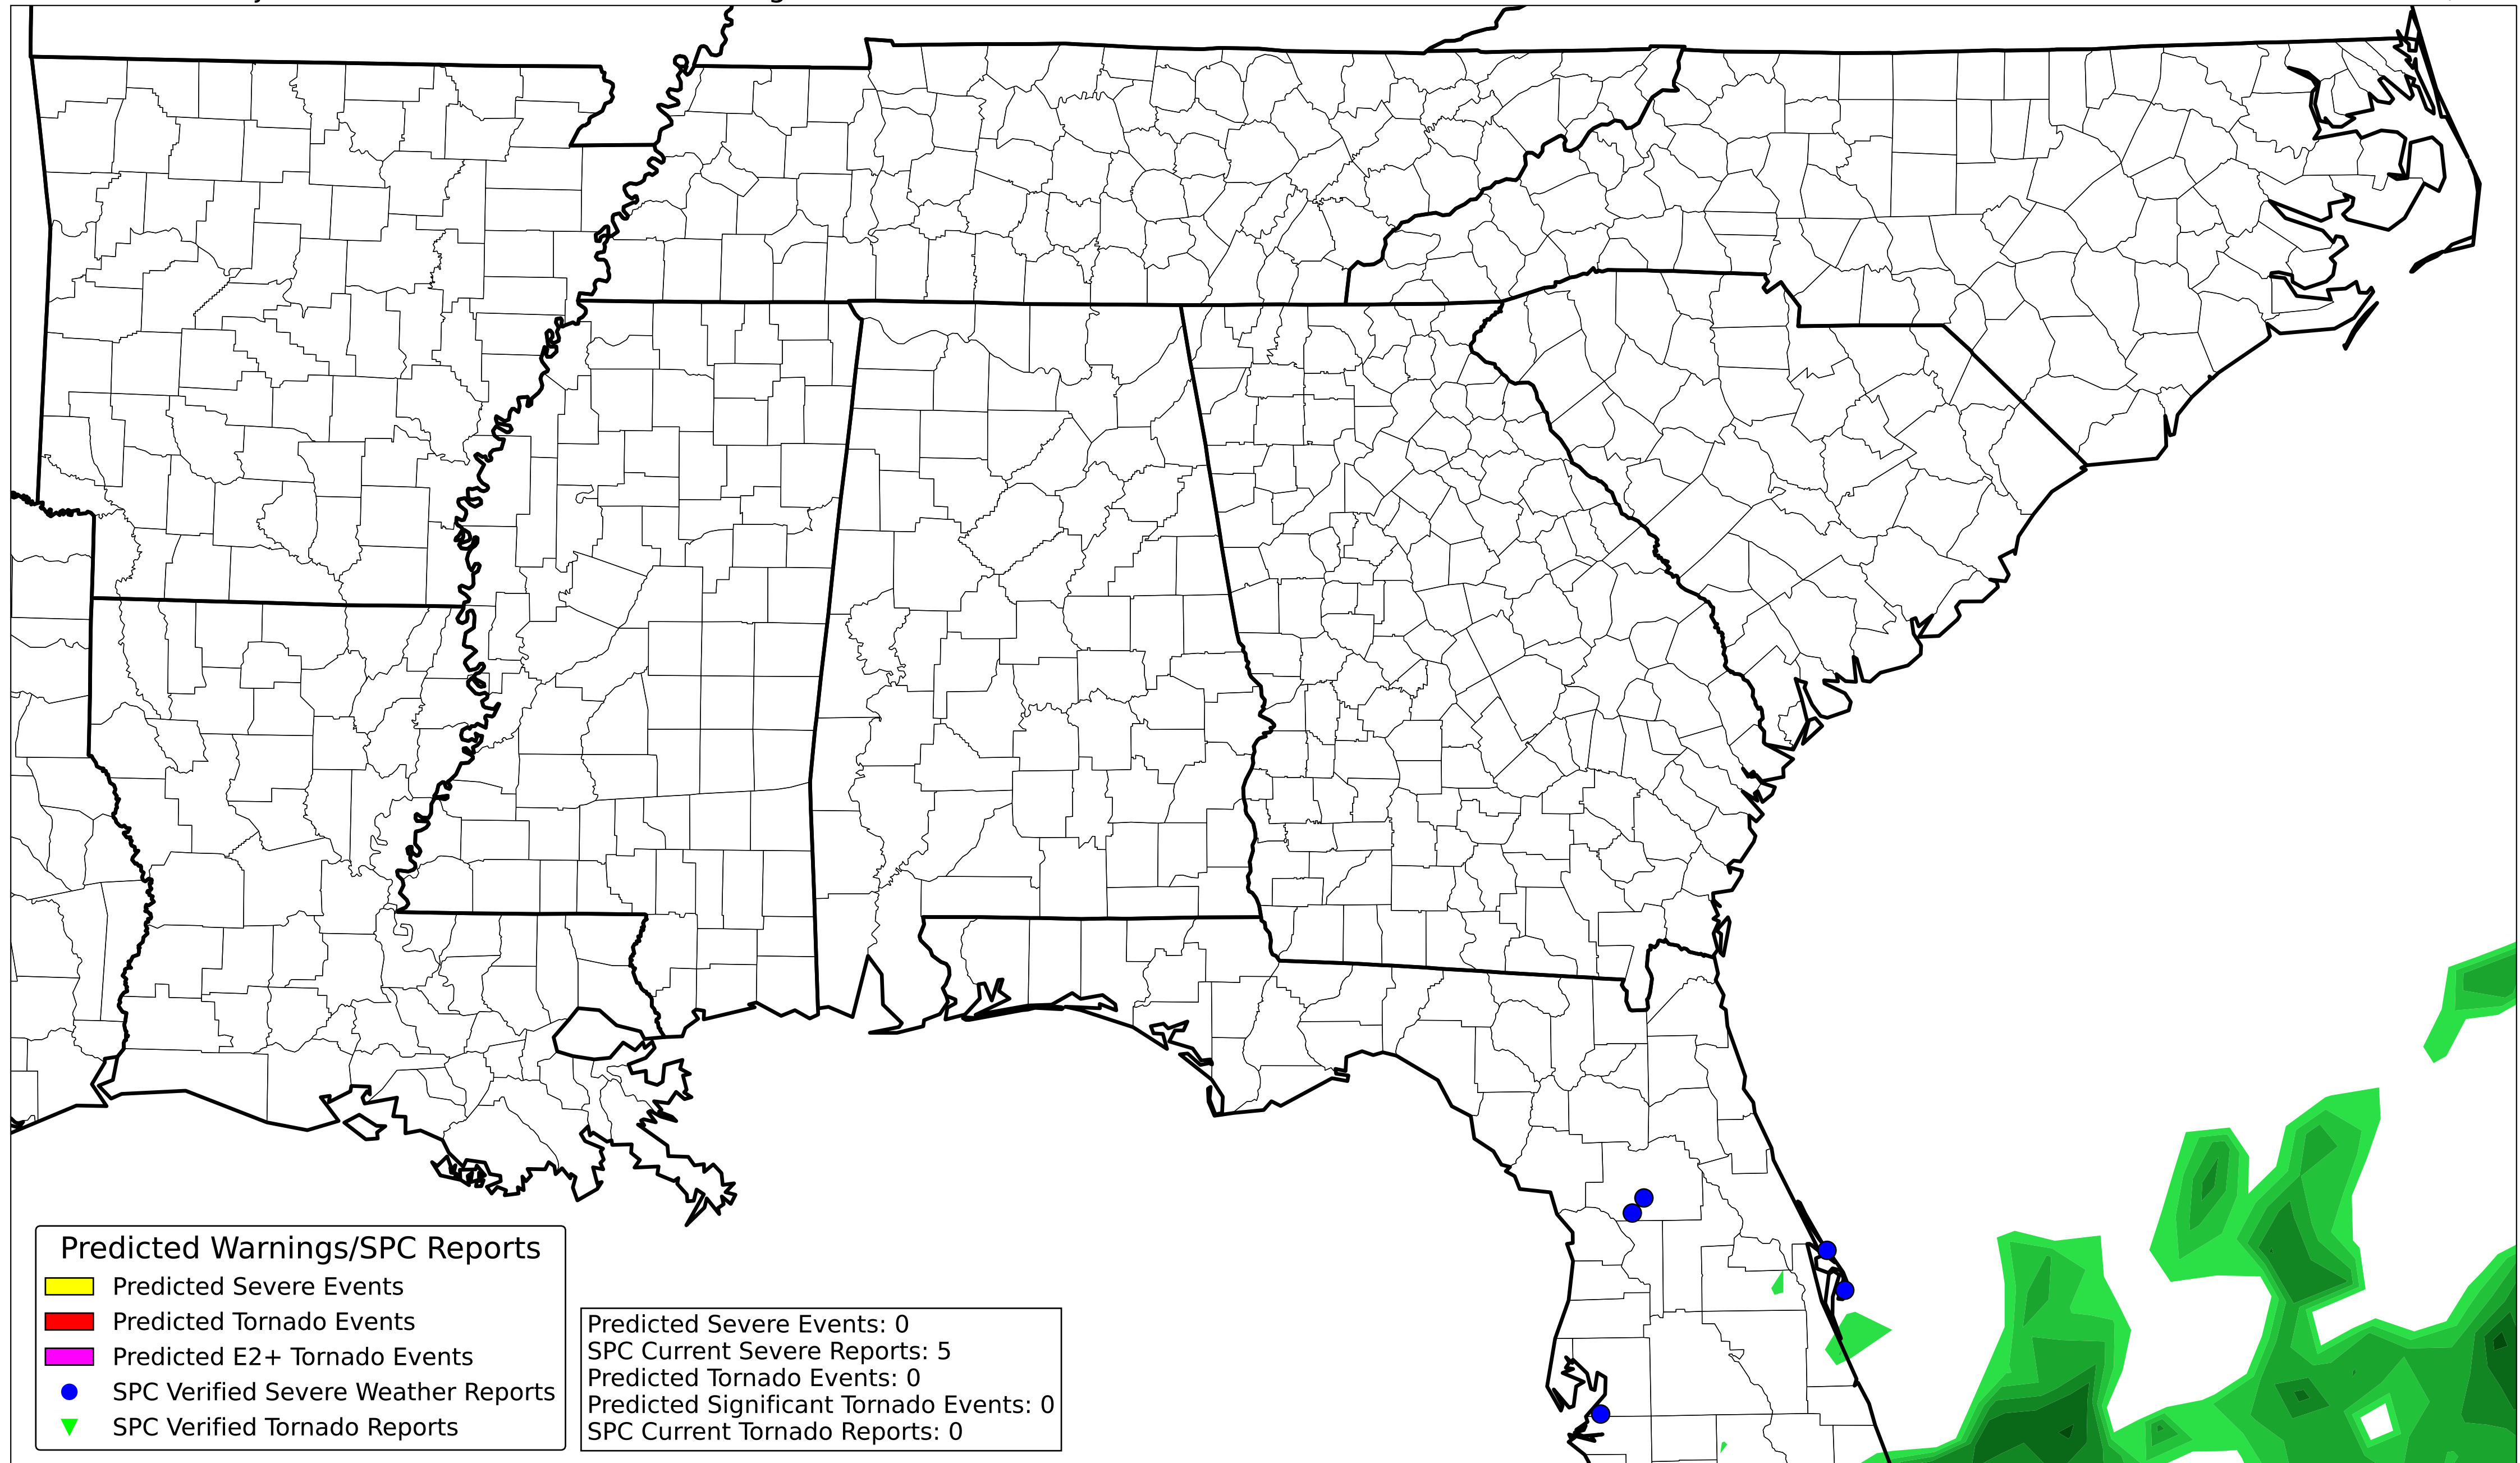 Predicted Warnings/SPC Reports
Predicted Severe Events
Predicted Tornado Events
Predicted E2+ Tornado Events
SPC Verified Severe Weather Reports
SPC Verified Tornado Reports
Predicted Severe Events: 0
SPC Current Severe Reports: 5
Predicted Tornado Events: 0
Predicted Significant Tornado Events: 0
SPC Current Tornado Reports: 0